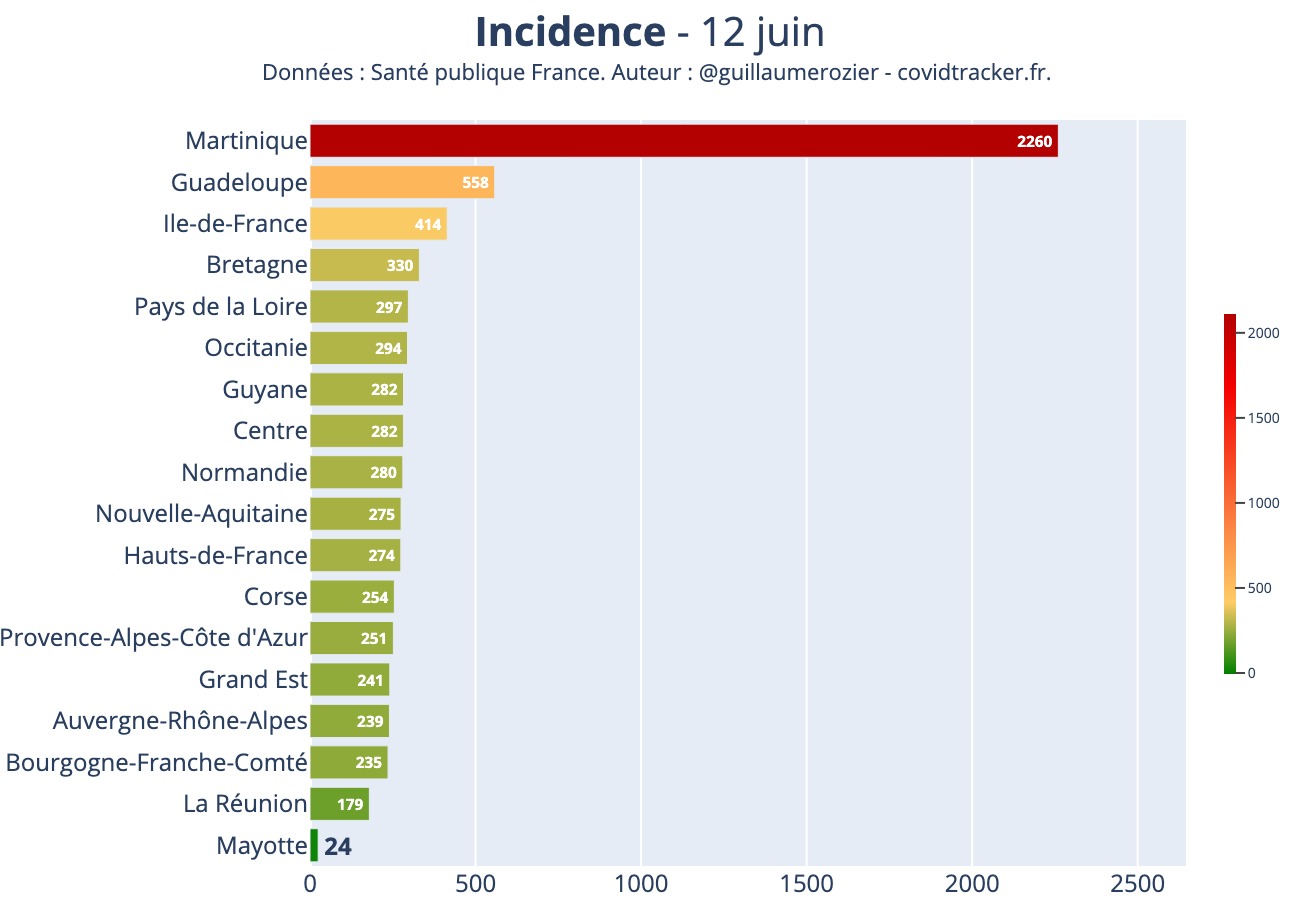 Incidence - 12 juin
Données : Santé publique France. Auteur : @guillaumerozier - covidtracker.fr.
Martinique 2260
Guadeloupe 558
Ile-de-France 414
Bretagne 330
Pays de la Loire 297
Occitanie 294
Guyane 282
Centre 282
Normandie 280
Nouvelle-Aquitaine 275
Hauts-de-France 274
Corse 254
Provence-Alpes-Côte d'Azur 251
Grand Est 241
Auvergne-Rhône-Alpes 239
Bourgogne-Franche-Comté 235
La Réunion 179
Mayotte 24
0 500 1000 1500 2000 2500
2000
1500
1000
500
0